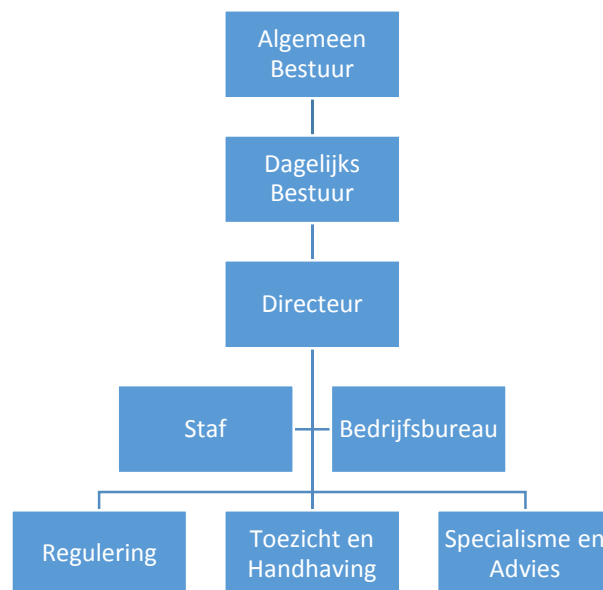 Algemeen
Bestuur
Dagelijks
Bestuur
Directeur
Staf
Bedrijfsbureau
Regulering
Toezicht en
Handhaving
Specialisme en
Advies